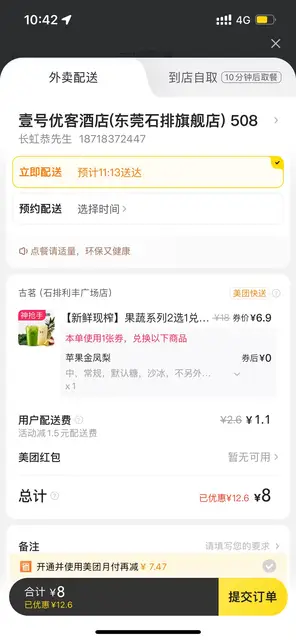 10:42
4G
外卖配送
到店自取 10分钟后取餐
壹号优客酒店(东莞石排旗舰店) 508
长虹恭先生 18718372447
立即配送 预计11:13送达
预约配送 选择时间
点餐请适量，环保又健康
古茗 (石排利丰广场店) 美团快送
神抢手
【新鲜现榨】果蔬系列2选1兑... ¥18 券价¥6.9
本单使用1张券，兑换以下商品
苹果金凤梨 券后¥0
中、常规，默认糖，沙冰，不另外...
x 1
用户配送费 ¥2.6 ¥1.1
活动减 1.5 元配送费
美团红包 暂无可用
总计 已优惠¥12.6 ¥8
备注 请填写您的要求
省 开通并使用美团月付再减 ¥ 7.47
合计 ¥8
已优惠¥12.6
提交订单